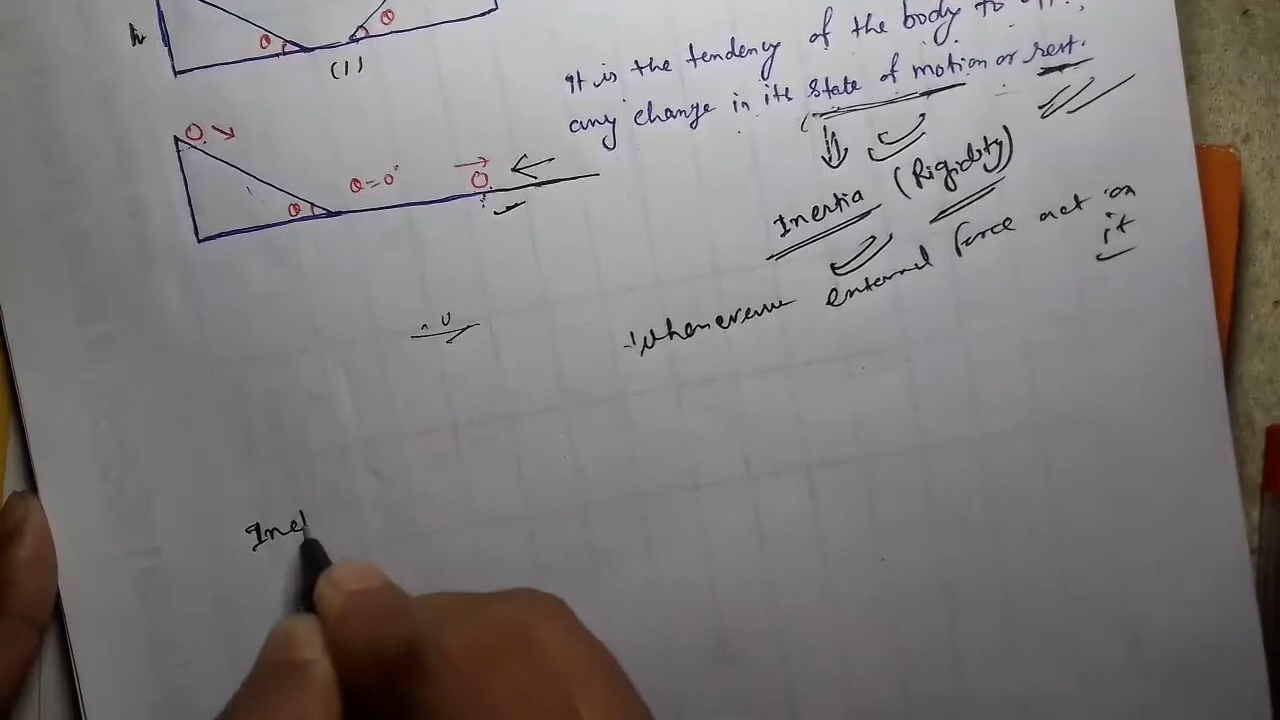 h
θ
θ
(1)
It is the tendency of the body to
any change in its state of motion or rest.
θ=0°
θ
Inertia (Rigidity)
whenever external force act on
it
Ine